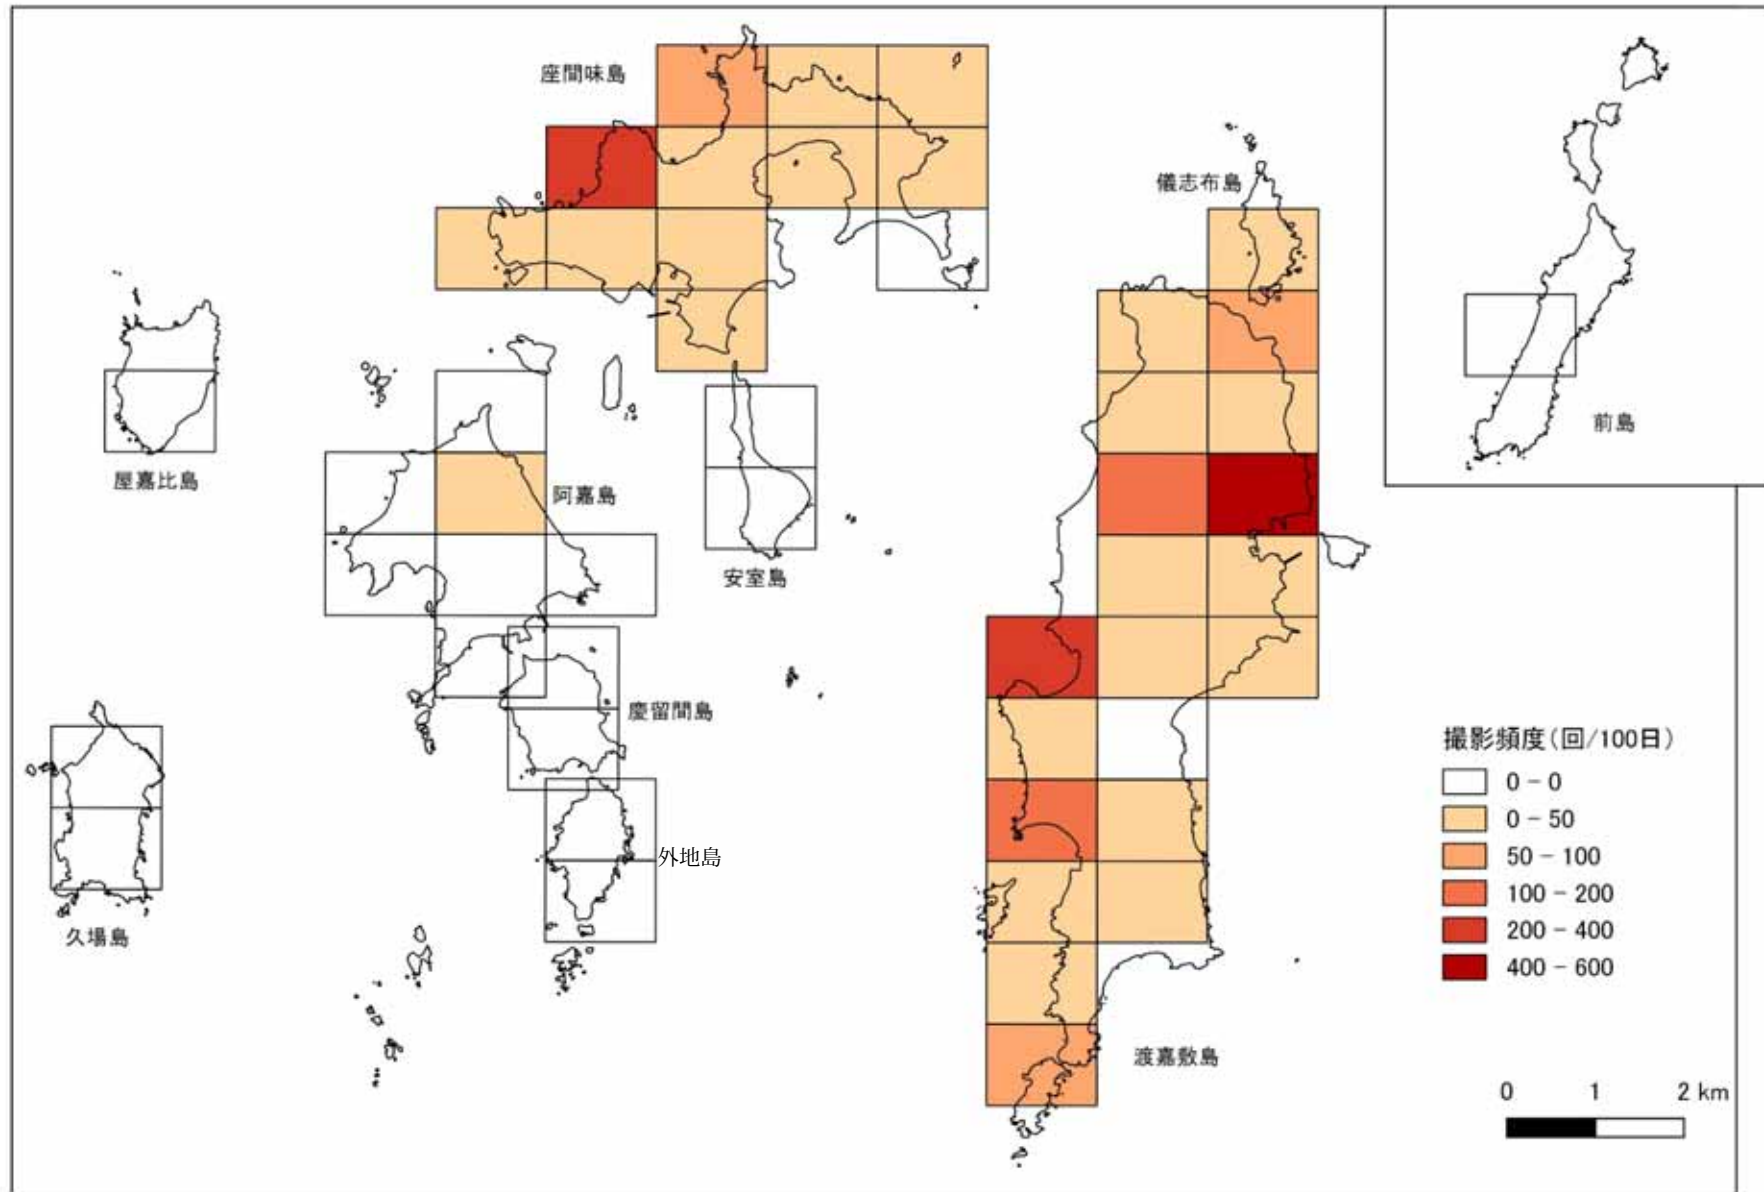 座間味島
儀志布島
前島
屋嘉比島
阿嘉島
安室島
慶留間島
外地島
久場島
渡嘉敷島
撮影頻度(回/100日)
0 - 0
0 - 50
50 - 100
100 - 200
200 - 400
400 - 600
0 1 2 km